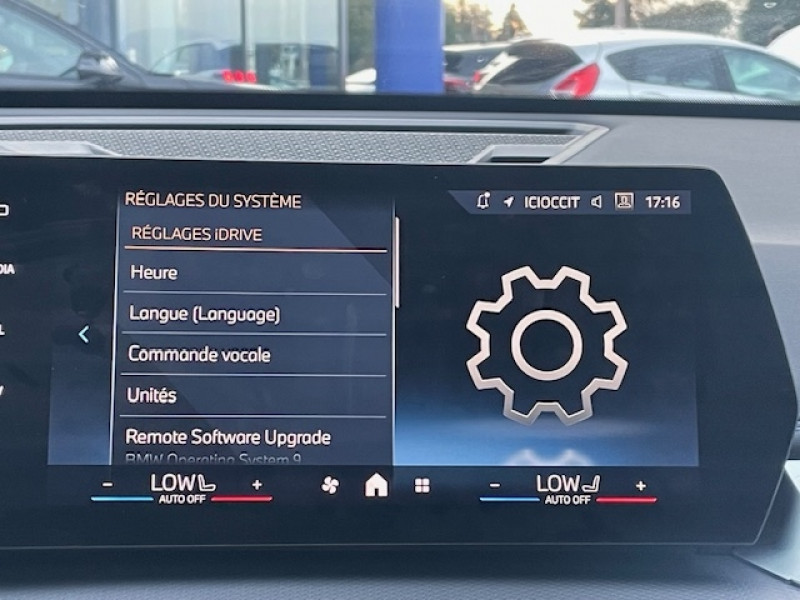 RÉGLAGES DU SYSTÈME
ICIOCCIT 17:16
RÉGLAGES iDRIVE
Heure
Langue (Language)
Commande vocale
Unités
Remote Software Upgrade
BMW Operating System 9
- LOW +
AUTO OFF
- LOW +
AUTO OFF